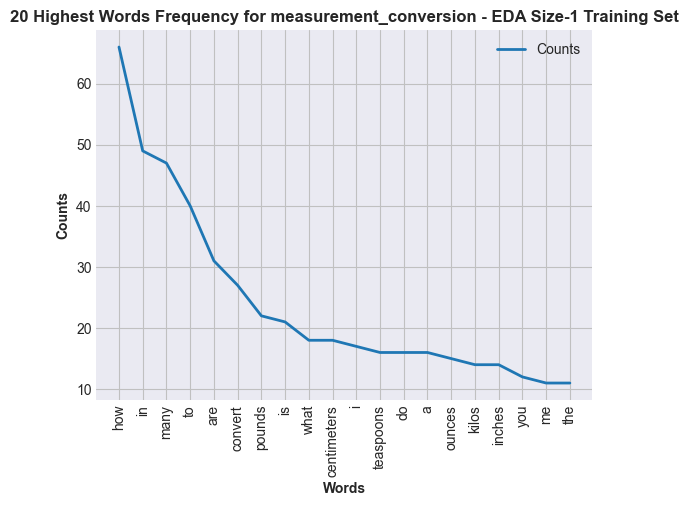 20 Highest Words Frequency for measurement_conversion - EDA Size-1 Training Set
Counts
Counts
60
50
40
30
20
10
how
in
many
to
are
convert
pounds
is
what
centimeters
i
teaspoons
do
a
ounces
kilos
inches
you
me
the
Words